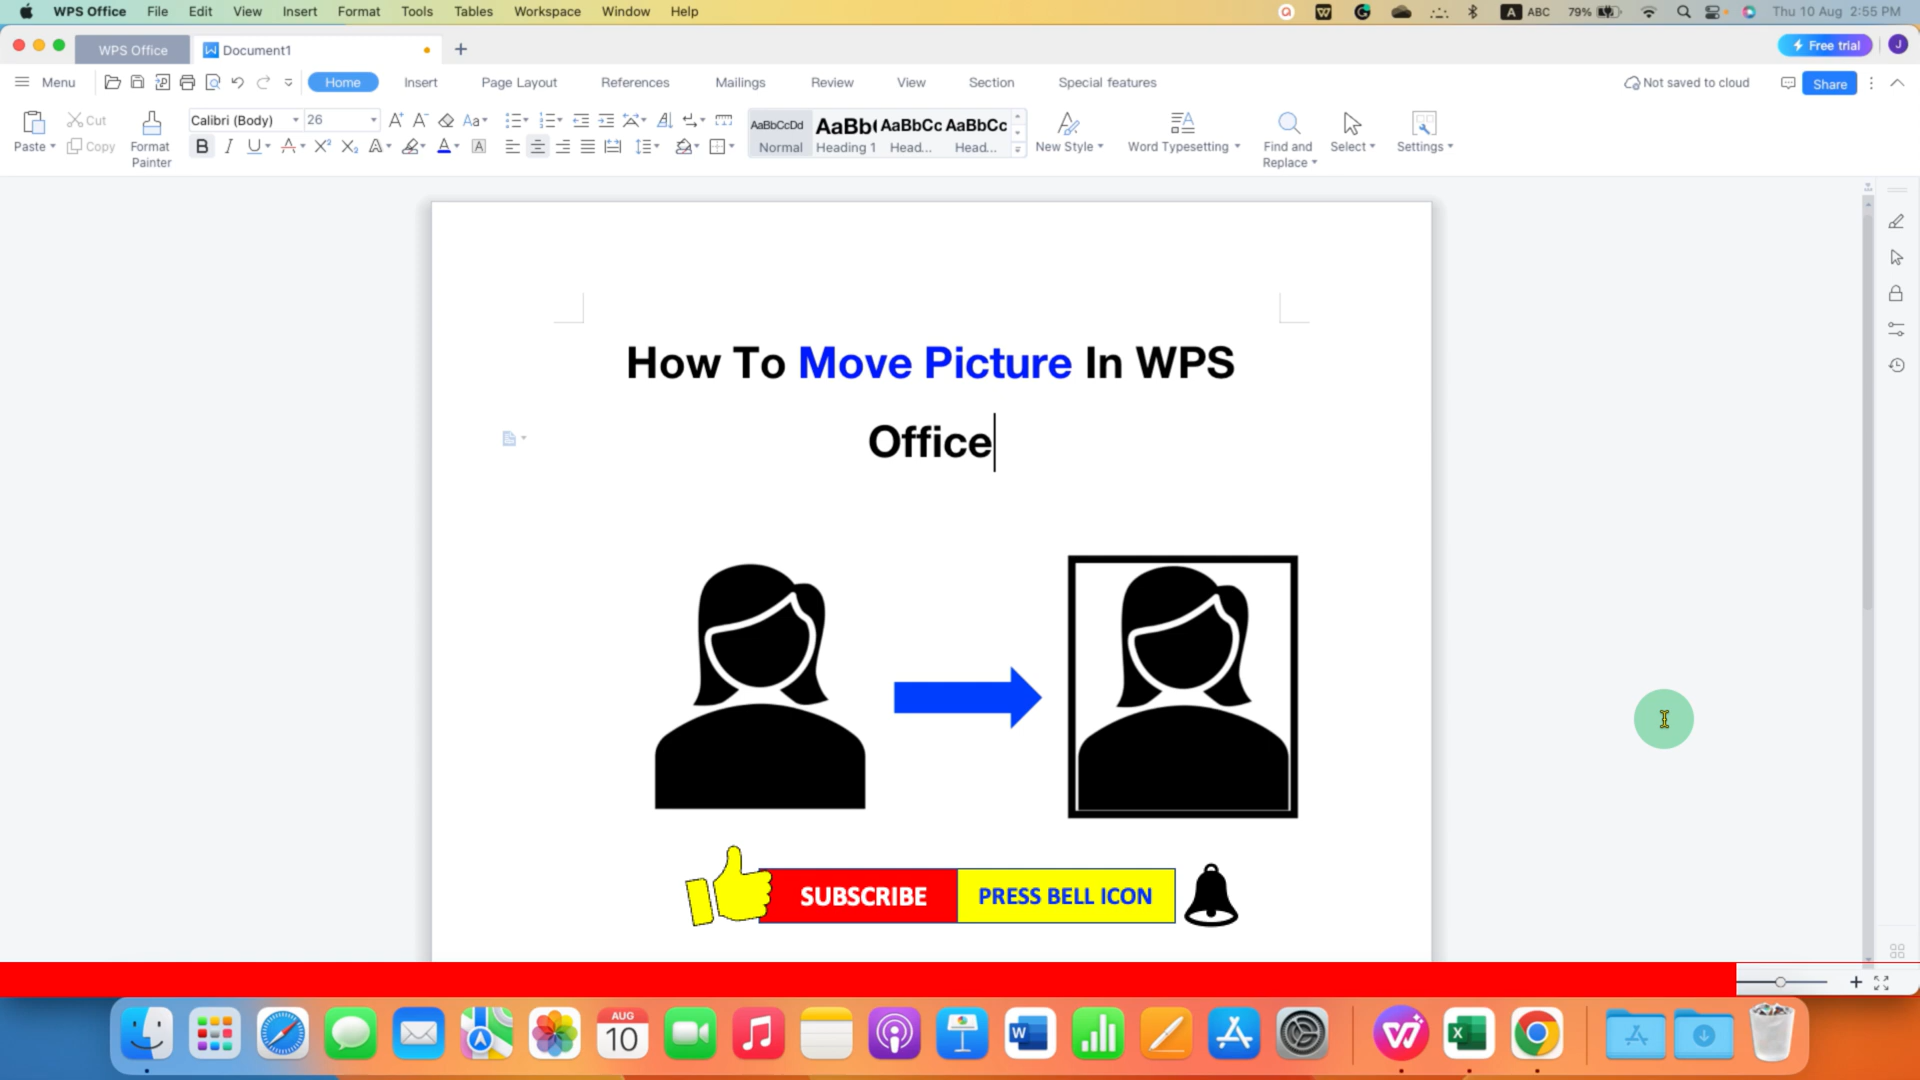 WPS Office File Edit View Insert Format Tools Tables Workspace Window Help A ABC 79% Thu 10 Aug 2:55 PM
WPS Office Document1 + Free trial J
Menu Home Insert Page Layout References Mailings Review View Section Special features Not saved to cloud Share
Cut Calibri (Body) 26 AaBbCcDd AaBb( AaBbCc AaBbCc
Paste Copy Format Painter Normal Heading 1 Head... Head... New Style Word Typesetting Find and Replace Select Settings
How To Move Picture In WPS
Office
SUBSCRIBE PRESS BELL ICON
AUG
10